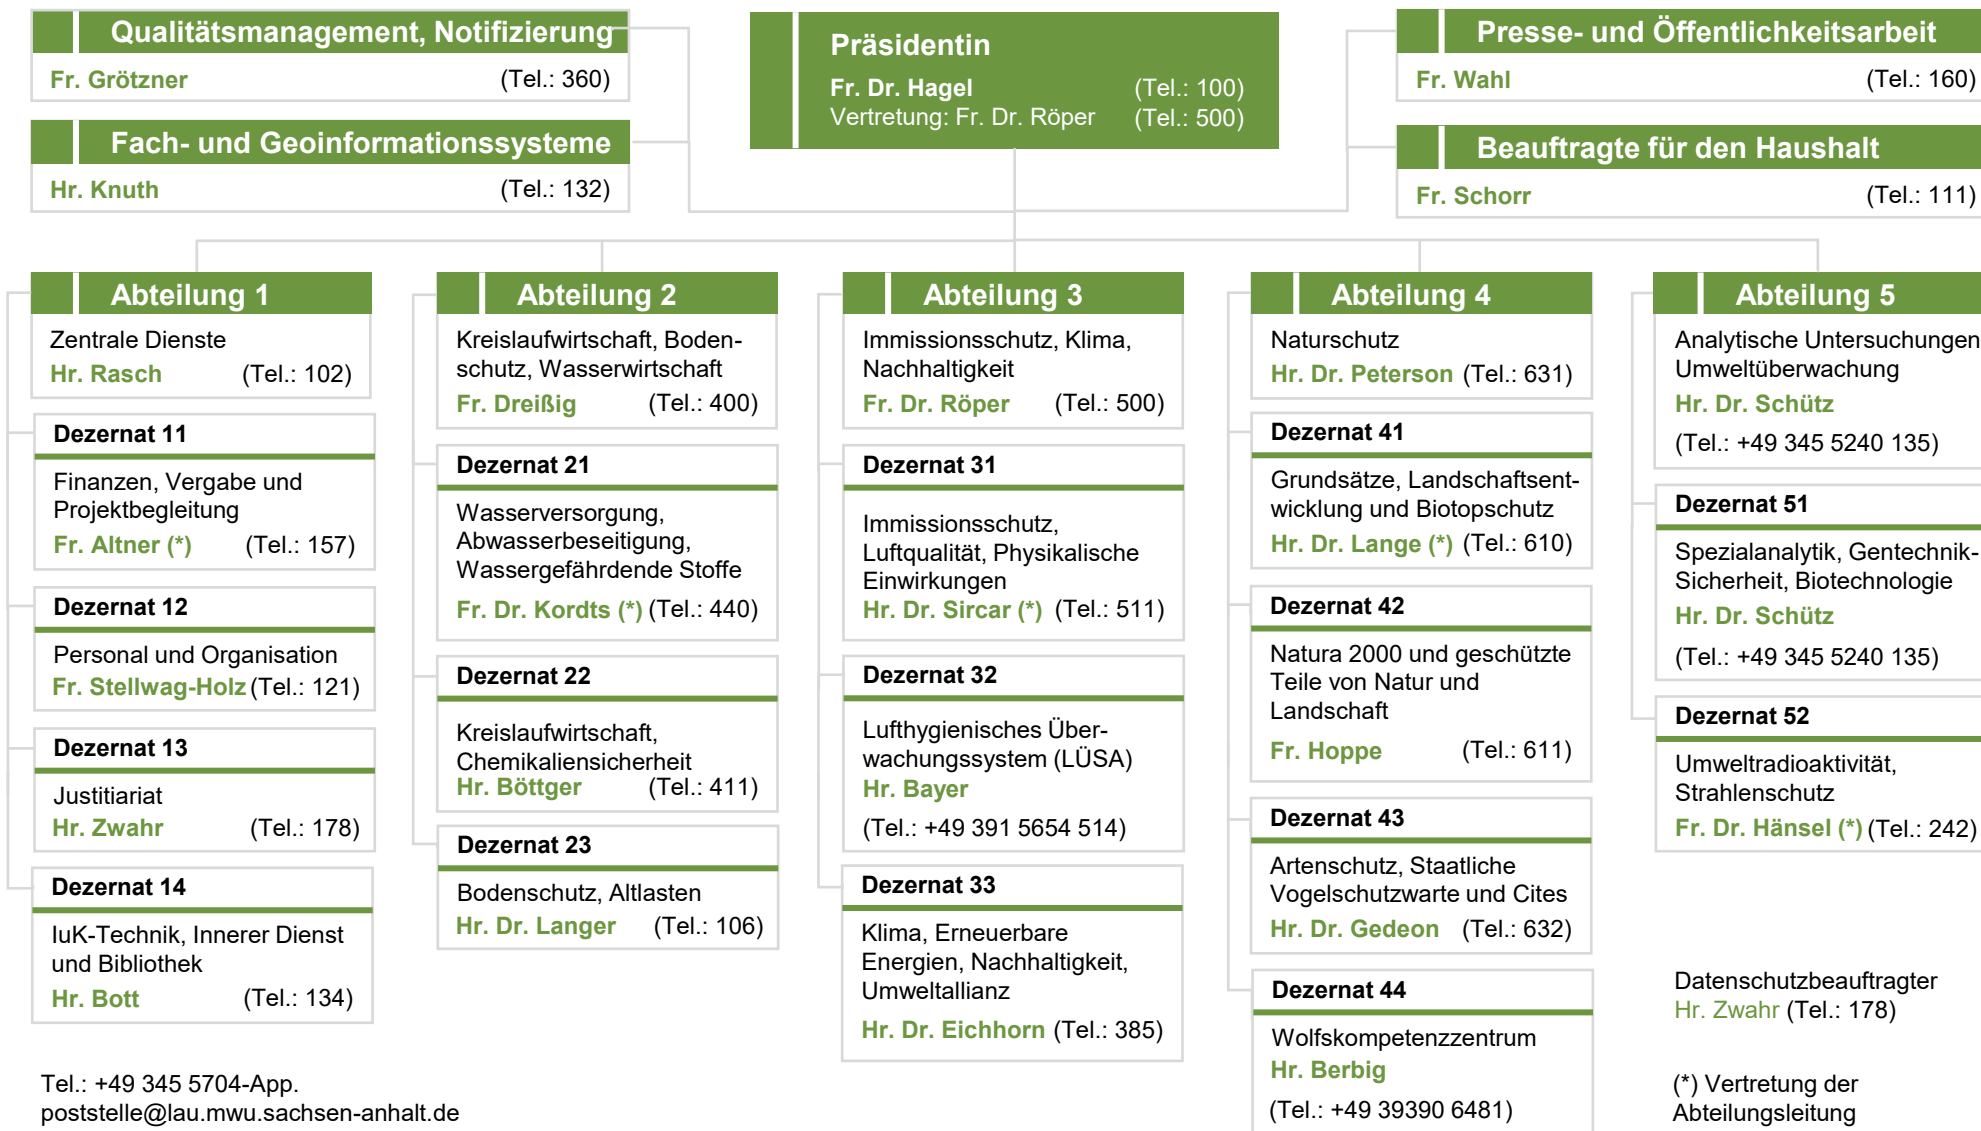 Qualitätsmanagement, Notifizierung
Fr. Grötzner (Tel.: 360)
Fach- und Geoinformationssysteme
Hr. Knuth (Tel.: 132)
Präsidentin
Fr. Dr. Hagel (Tel.: 100)
Vertretung: Fr. Dr. Röper (Tel.: 500)
Presse- und Öffentlichkeitsarbeit
Fr. Wahl (Tel.: 160)
Beauftragte für den Haushalt
Fr. Schorr (Tel.: 111)
Abteilung 1
Zentrale Dienste
Hr. Rasch (Tel.: 102)
Dezernat 11
Finanzen, Vergabe und
Projektbegleitung
Fr. Altner (*) (Tel.: 157)
Dezernat 12
Personal und Organisation
Fr. Stellwag-Holz (Tel.: 121)
Dezernat 13
Justitiariat
Hr. Zwahr (Tel.: 178)
Dezernat 14
IuK-Technik, Innerer Dienst
und Bibliothek
Hr. Bott (Tel.: 134)
Abteilung 2
Kreislaufwirtschaft, Boden-
schutz, Wasserwirtschaft
Fr. Dreißig (Tel.: 400)
Dezernat 21
Wasserversorgung,
Abwasserbeseitigung,
Wassergefährdende Stoffe
Fr. Dr. Kordts (*) (Tel.: 440)
Dezernat 22
Kreislaufwirtschaft,
Chemikaliensicherheit
Hr. Böttger (Tel.: 411)
Dezernat 23
Bodenschutz, Altlasten
Hr. Dr. Langer (Tel.: 106)
Abteilung 3
Immissionsschutz, Klima,
Nachhaltigkeit
Fr. Dr. Röper (Tel.: 500)
Dezernat 31
Immissionsschutz,
Luftqualität, Physikalische
Einwirkungen
Hr. Dr. Sircar (*) (Tel.: 511)
Dezernat 32
Lufthygienisches Über-
wachungssystem (LÜSA)
Hr. Bayer
(Tel.: +49 391 5654 514)
Dezernat 33
Klima, Erneuerbare
Energien, Nachhaltigkeit,
Umweltallianz
Hr. Dr. Eichhorn (Tel.: 385)
Abteilung 4
Naturschutz
Hr. Dr. Peterson (Tel.: 631)
Dezernat 41
Grundsätze, Landschaftsent-
wicklung und Biotopschutz
Hr. Dr. Lange (*) (Tel.: 610)
Dezernat 42
Natura 2000 und geschützte
Teile von Natur und
Landschaft
Fr. Hoppe (Tel.: 611)
Dezernat 43
Artenschutz, Staatliche
Vogelschutzwarte und Cites
Hr. Dr. Gedeon (Tel.: 632)
Dezernat 44
Wolfskompetenzzentrum
Hr. Berbig
(Tel.: +49 39390 6481)
Abteilung 5
Analytische Untersuchungen
Umweltüberwachung
Hr. Dr. Schütz
(Tel.: +49 345 5240 135)
Dezernat 51
Spezialanalytik, Gentechnik-
Sicherheit, Biotechnologie
Hr. Dr. Schütz
(Tel.: +49 345 5240 135)
Dezernat 52
Umweltradioaktivität,
Strahlenschutz
Fr. Dr. Hänsel (*) (Tel.: 242)
Datenschutzbeauftragter
Hr. Zwahr (Tel.: 178)
(*) Vertretung der
Abteilungsleitung
Tel.: +49 345 5704-App.
poststelle@lau.mwu.sachsen-anhalt.de